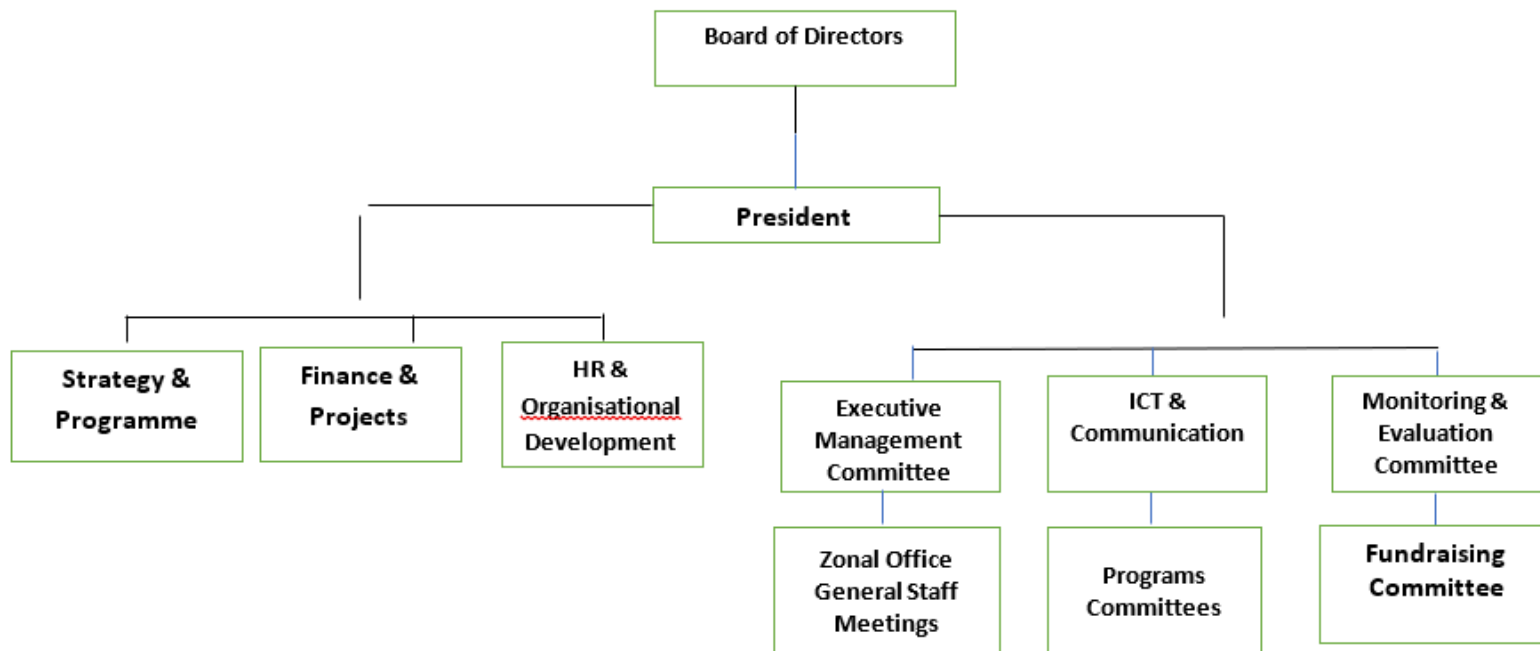 Board of Directors
President
Strategy &
Programme
Finance &
Projects
HR &
Organisational
Development
Executive
Management
Committee
ICT &
Communication
Monitoring &
Evaluation
Committee
Zonal Office
General Staff
Meetings
Programs
Committees
Fundraising
Committee